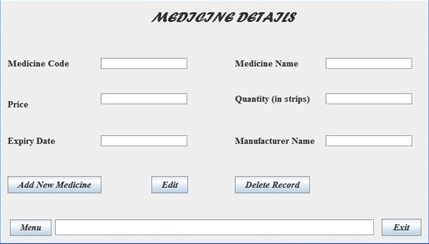 MEDICINE DETAILS
Medicine Code
Medicine Name
Price
Quantity (in strips)
Expiry Date
Manufacturer Name
Add New Medicine
Edit
Delete Record
Menu
Exit